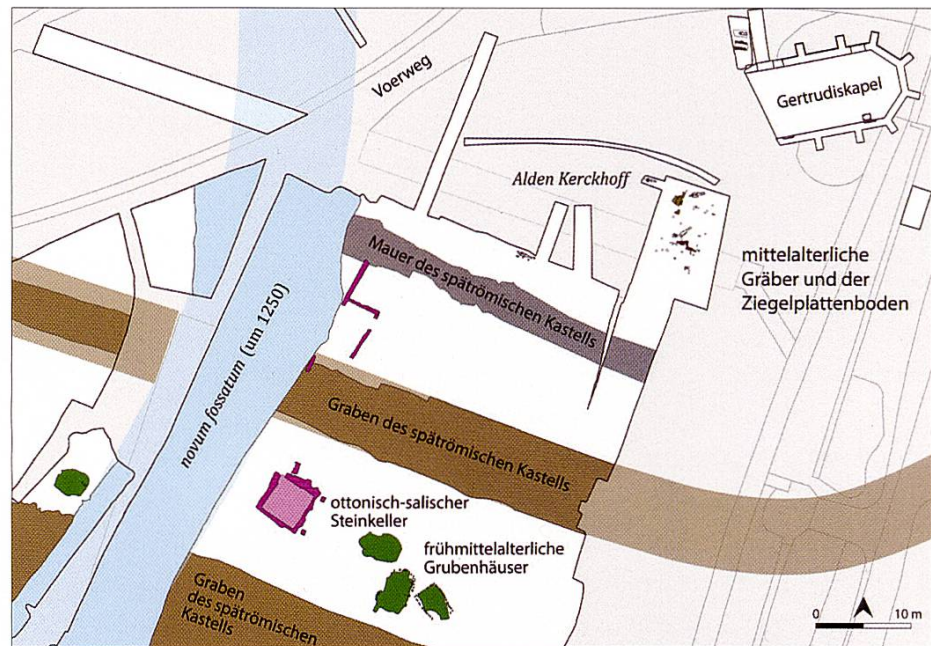 Voerweg
Gertrudiskapel
Alden Kerckhoff
Mauer des spätrömischen Kastells
mittelalterliche
Gräber und der
Ziegelplattenboden
novum fossatum (um 1250)
Graben des spätrömischen Kastells
ottonisch-salischer
Steinkeller
frühmittelalterliche
Grubenhäuser
Graben
des spätrömischen
Kastells
0 10 m